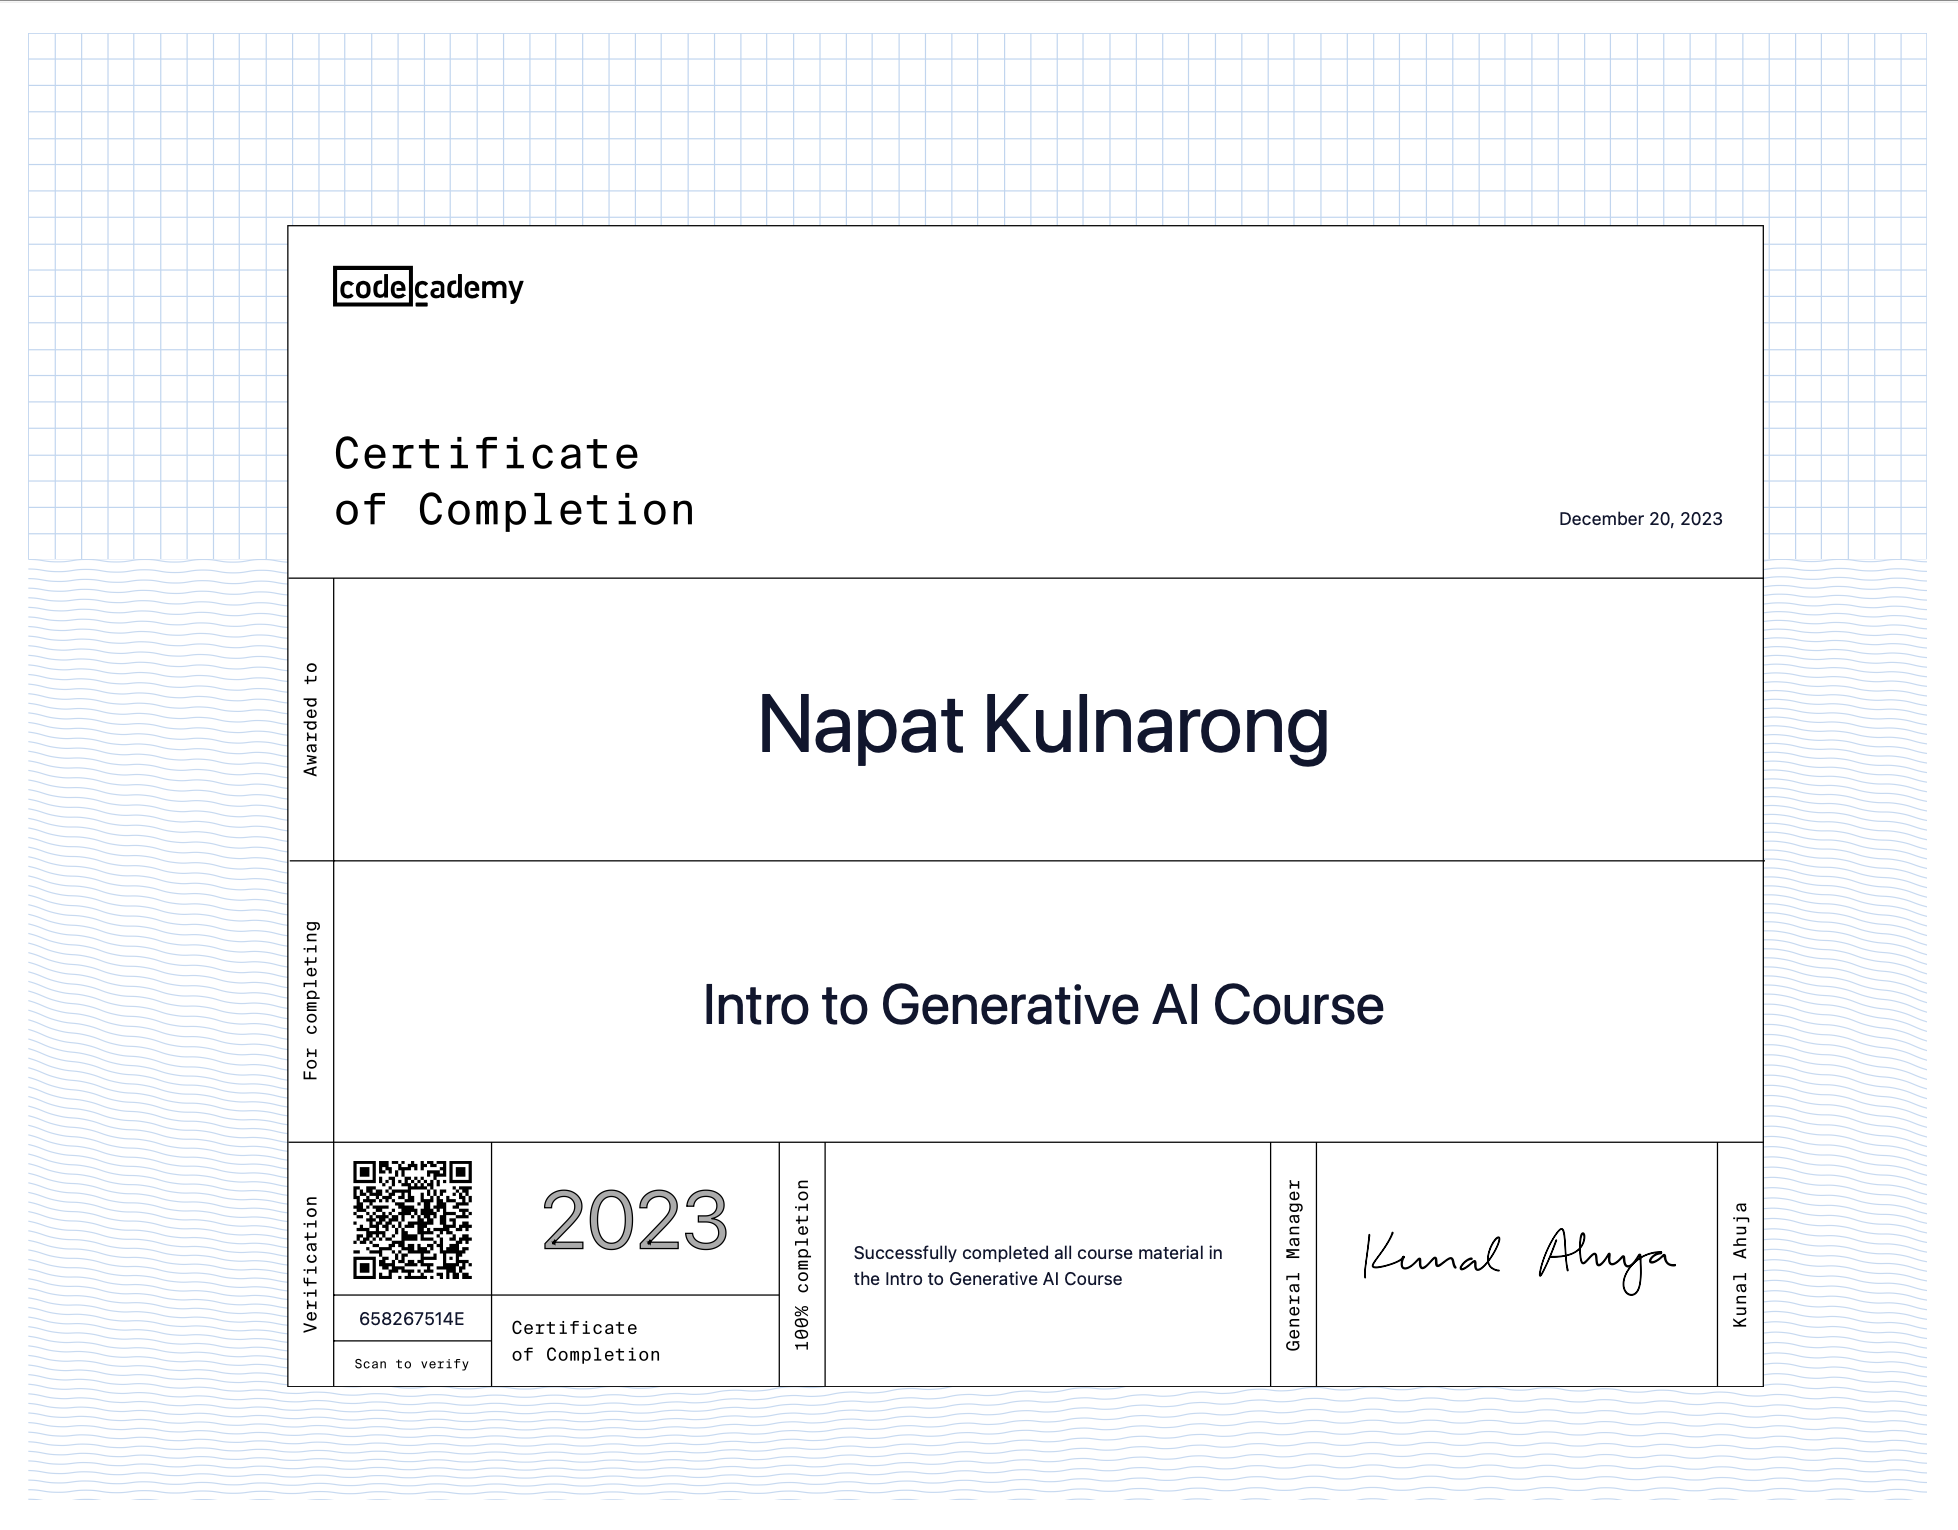 codecademy
Certificate
of Completion
December 20, 2023
Awarded to
Napat Kulnarong
For completing
Intro to Generative AI Course
Verification
658267514E
Scan to verify
2023
Certificate
of Completion
100% completion
Successfully completed all course material in
the Intro to Generative AI Course
General Manager
Kunal Ahuja
Kunal Ahuja